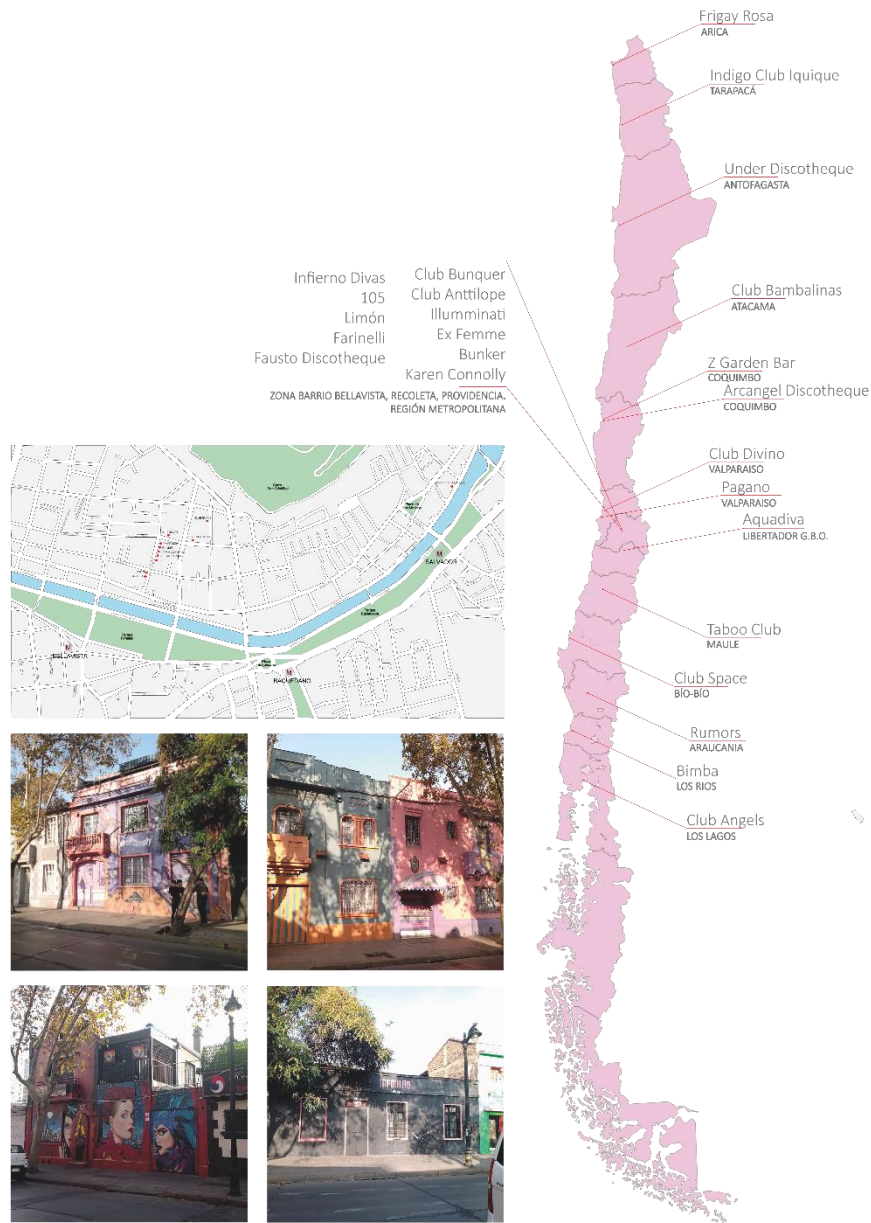 Frigay Rosa
ARICA
Indigo Club Iquique
TARAPACÁ
Under Discotheque
ANTOFAGASTA
Club Bambalinas
ATACAMA
Z Garden Bar
COQUIMBO
Arcangel Discotheque
COQUIMBO
Club Divino
VALPARAISO
Pagano
VALPARAISO
Aquadiva
LIBERTADOR G.B.O.
Taboo Club
MAULE
Club Space
BÍO-BÍO
Rumors
ARAUCANIA
Bimba
LOS RIOS
Club Angels
LOS LAGOS
Infierno Divas
105
Limón
Farinelli
Fausto Discotheque
Club Bunquer
Club Anttilope
Illumminati
Ex Femme
Bunker
Karen Connolly
ZONA BARRIO BELLAVISTA, RECOLETA, PROVIDENCIA.
REGIÓN METROPOLITANA
M
SALVADOR
M
BELLAVISTA
M
BAQUEDANO